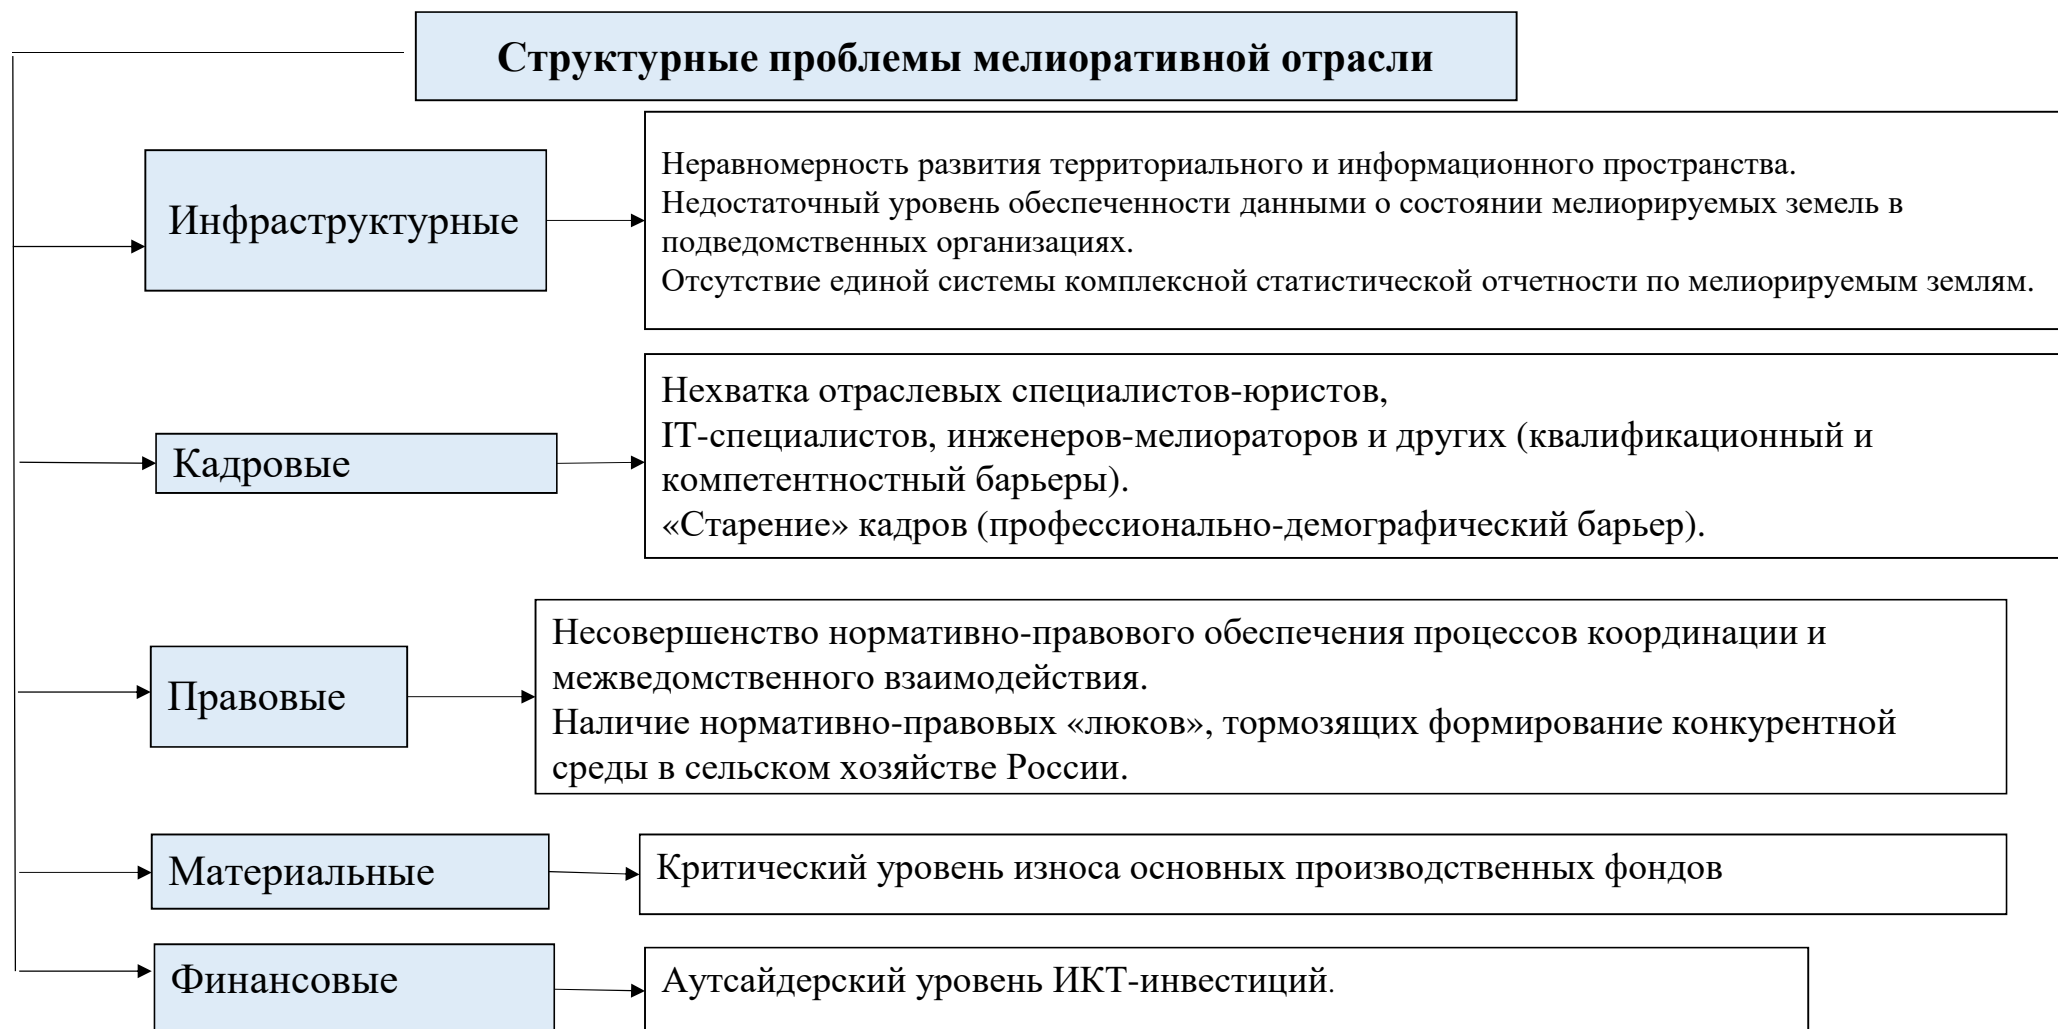 Структурные проблемы мелиоративной отрасли
Инфраструктурные
Неравномерность развития территориального и информационного пространства.
Недостаточный уровень обеспеченности данными о состоянии мелиорируемых земель в
подведомственных организациях.
Отсутствие единой системы комплексной статистической отчетности по мелиорируемым землям.
Кадровые
Нехватка отраслевых специалистов-юристов,
IT-специалистов, инженеров-мелиораторов и других (квалификационный и
компетентностный барьеры).
«Старение» кадров (профессионально-демографический барьер).
Правовые
Несовершенство нормативно-правового обеспечения процессов координации и
межведомственного взаимодействия.
Наличие нормативно-правовых «люков», тормозящих формирование конкурентной
среды в сельском хозяйстве России.
Материальные
Критический уровень износа основных производственных фондов
Финансовые
Аутсайдерский уровень ИКТ-инвестиций.